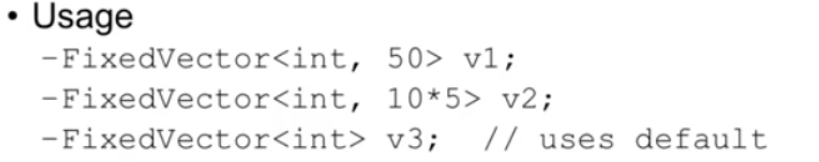 • Usage
–FixedVector<int, 50> v1;
–FixedVector<int, 10*5> v2;
–FixedVector<int> v3;  // uses default